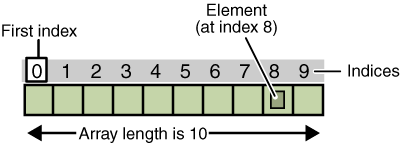 Element
(at index 8)
First index
0 1 2 3 4 5 6 7 8 9
Indices
Array length is 10